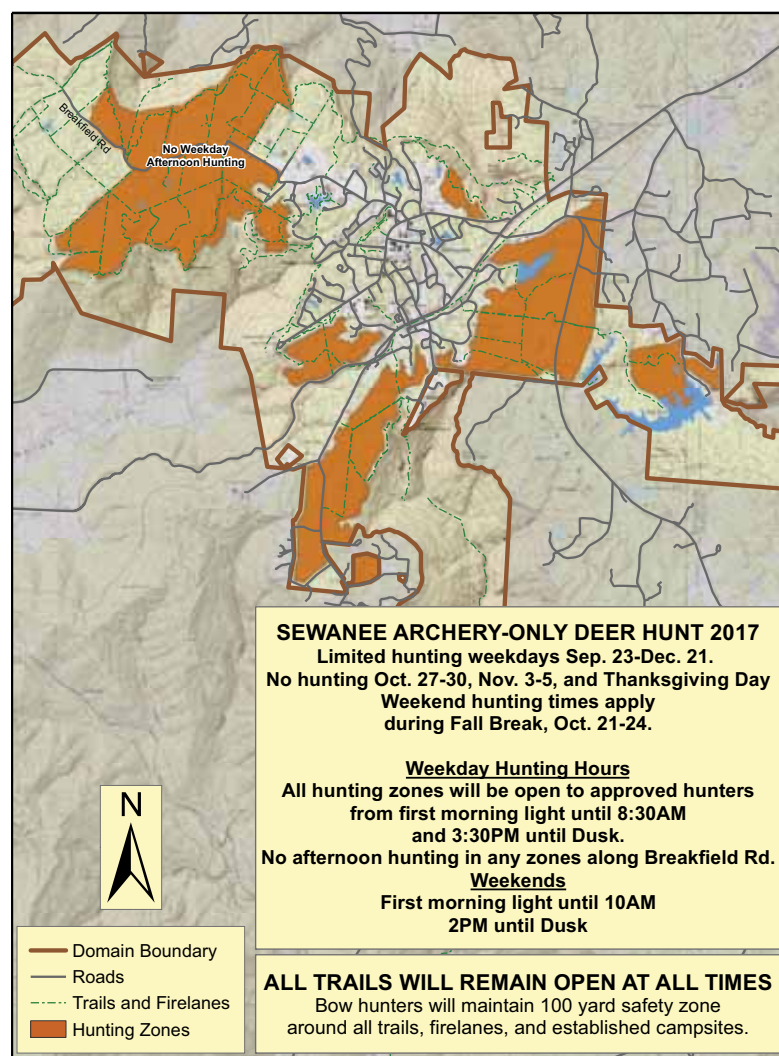 Breakfield Rd
No Weekday
Afternoon Hunting
SEWANEE ARCHERY-ONLY DEER HUNT 2017
Limited hunting weekdays Sep. 23-Dec. 21.
No hunting Oct. 27-30, Nov. 3-5, and Thanksgiving Day
Weekend hunting times apply
during Fall Break, Oct. 21-24.
Weekday Hunting Hours
All hunting zones will be open to approved hunters
from first morning light until 8:30AM
and 3:30PM until Dusk.
No afternoon hunting in any zones along Breakfield Rd.
Weekends
First morning light until 10AM
2PM until Dusk
N
Domain Boundary
Roads
Trails and Firelanes
Hunting Zones
ALL TRAILS WILL REMAIN OPEN AT ALL TIMES
Bow hunters will maintain 100 yard safety zone
around all trails, firelanes, and established campsites.